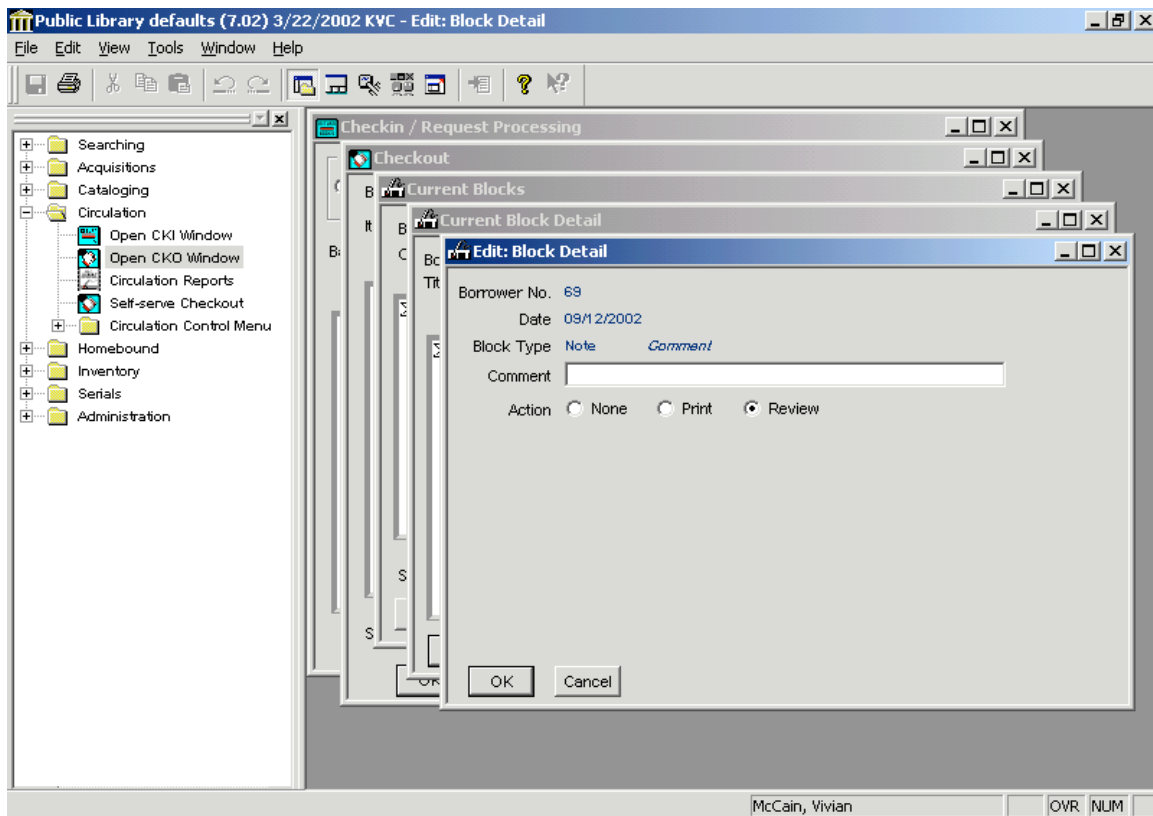 Public Library defaults (7.02) 3/22/2002 KVC - Edit: Block Detail
File Edit View Tools Window Help
Searching
Acquisitions
Cataloging
Circulation
Open CKI Window
Open CKO Window
Circulation Reports
Self-serve Checkout
Circulation Control Menu
Homebound
Inventory
Serials
Administration
Checkin / Request Processing
Checkout
Current Blocks
Current Block Detail
Edit: Block Detail
Borrower No. 69
Date 09/12/2002
Block Type Note Comment
Comment
Action None Print Review
OK Cancel
McCain, Vivian OVR NUM